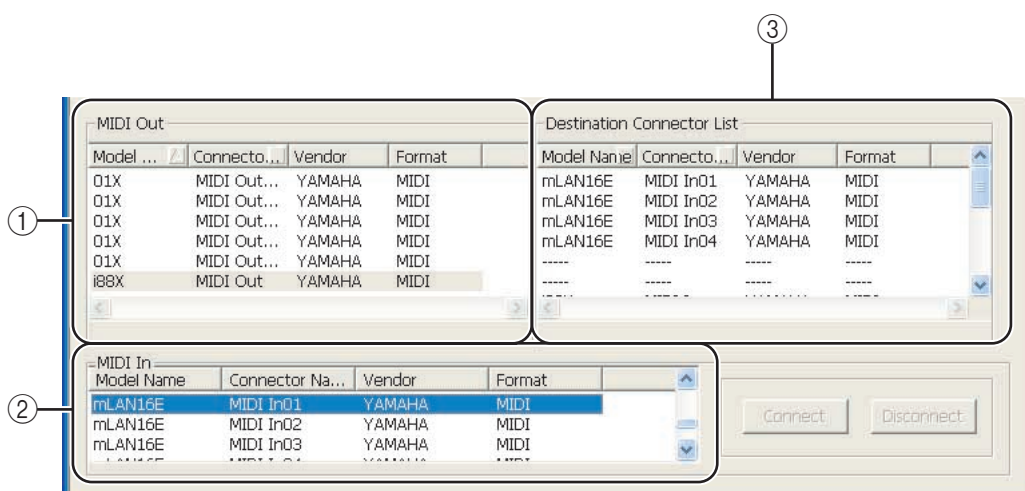 ③
MIDI Out
Model ... Connecto... Vendor Format
01X MIDI Out... YAMAHA MIDI
01X MIDI Out... YAMAHA MIDI
01X MIDI Out... YAMAHA MIDI
01X MIDI Out... YAMAHA MIDI
01X MIDI Out... YAMAHA MIDI
i88X MIDI Out YAMAHA MIDI
①
Destination Connector List
Model Name Connecto... Vendor Format
mLAN16E MIDI In01 YAMAHA MIDI
mLAN16E MIDI In02 YAMAHA MIDI
mLAN16E MIDI In03 YAMAHA MIDI
mLAN16E MIDI In04 YAMAHA MIDI
----- ----- ----- -----
----- ----- ----- -----
MIDI In
Model Name Connector Na... Vendor Format
mLAN16E MIDI In01 YAMAHA MIDI
mLAN16E MIDI In02 YAMAHA MIDI
mLAN16E MIDI In03 YAMAHA MIDI
②
Connect Disconnect